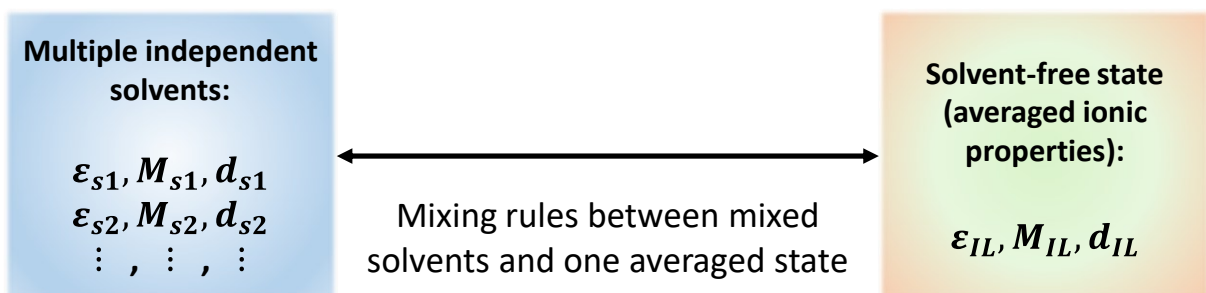 Multiple independent
solvents:
εs1, Ms1, ds1
εs2, Ms2, ds2
⋮ , ⋮ , ⋮
Mixing rules between mixed
solvents and one averaged state
Solvent-free state
(averaged ionic
properties):
εIL, MIL, dIL